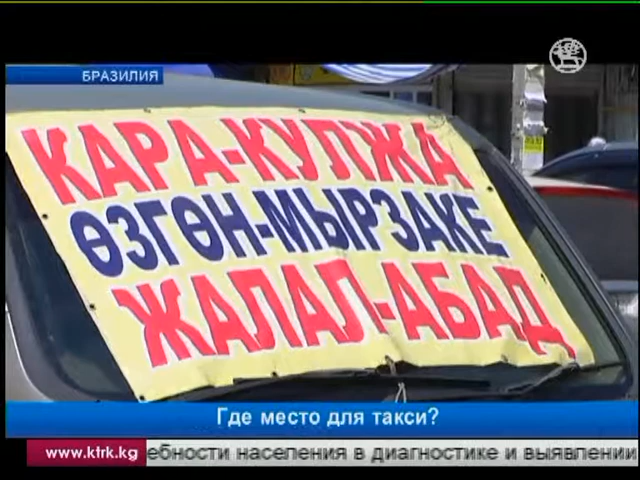 БРАЗИЛИЯ
КАРА-КУЛЖА
ӨЗГӨН-МЫРЗАКЕ
ЖАЛАЛ-АБАД
Где место для такси?
www.ktrk.kg ебности населения в диагностике и выявлении